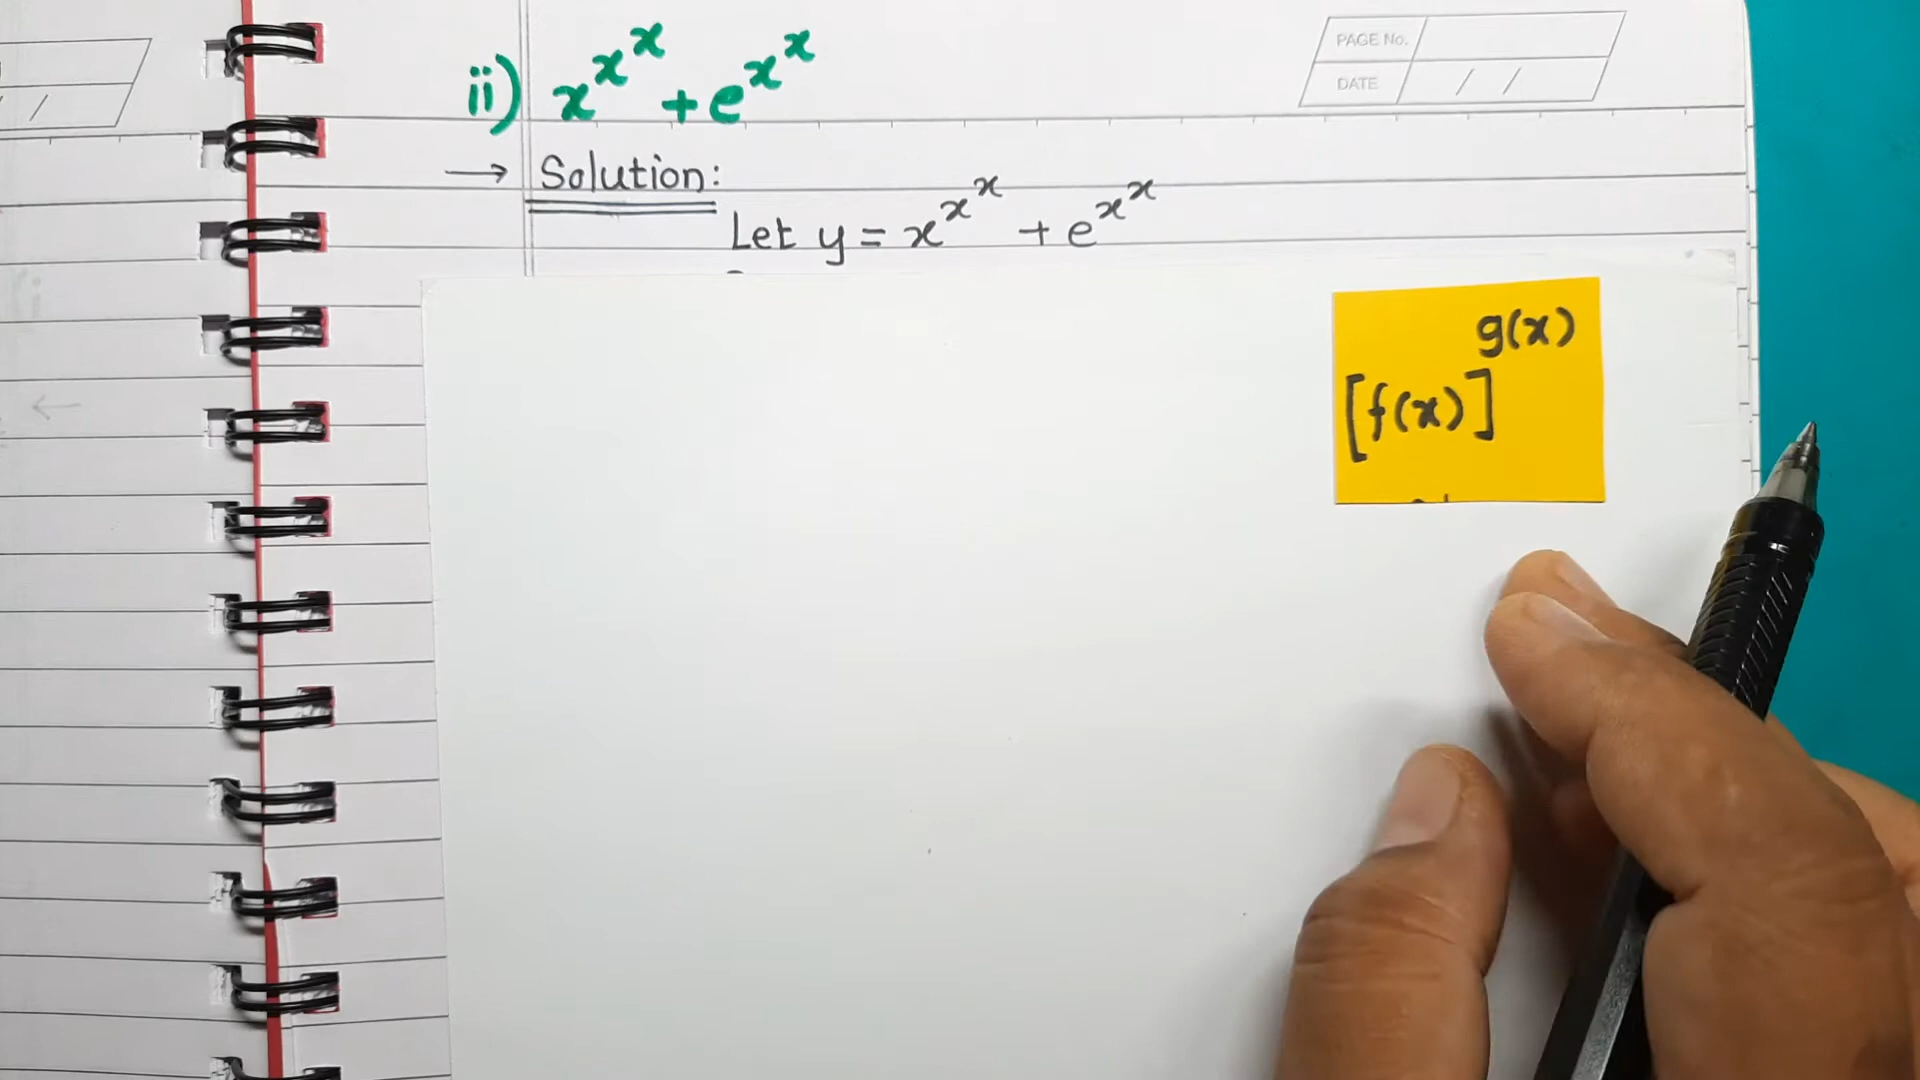 PAGE No.
DATE / /
ii) x^x^x + e^x^x
→ Solution:
Let y = x^x^x + e^x^x
[f(x)]^g(x)